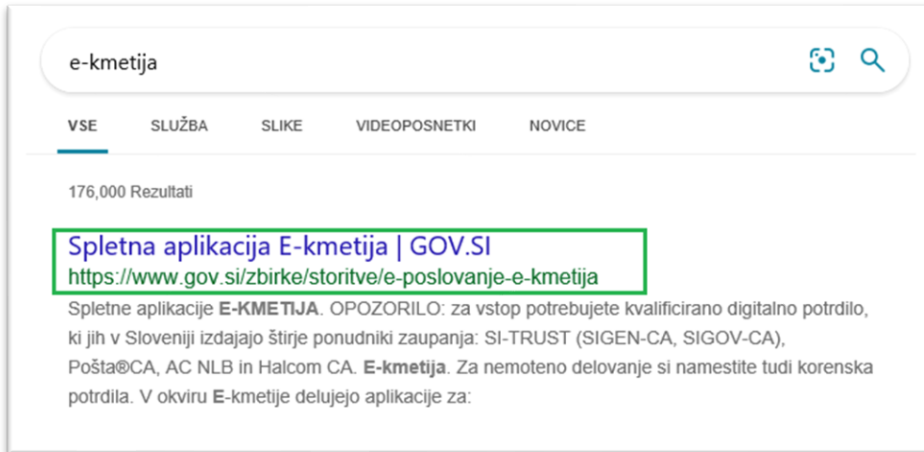 e-kmetija
VSE SLUŽBA SLIKE VIDEOPOSNETKI NOVICE
176,000 Rezultati
Spletna aplikacija E-kmetija | GOV.SI
https://www.gov.si/zbirke/storitve/e-poslovanje-e-kmetija
Spletne aplikacije E-KMETIJA. OPOZORILO: za vstop potrebujete kvalificirano digitalno potrdilo,
ki jih v Sloveniji izdajajo štirje ponudniki zaupanja: SI-TRUST (SIGEN-CA, SIGOV-CA),
Pošta®CA, AC NLB in Halcom CA. E-kmetija. Za nemoteno delovanje si namestite tudi korenska
potrdila. V okviru E-kmetije delujejo aplikacije za: